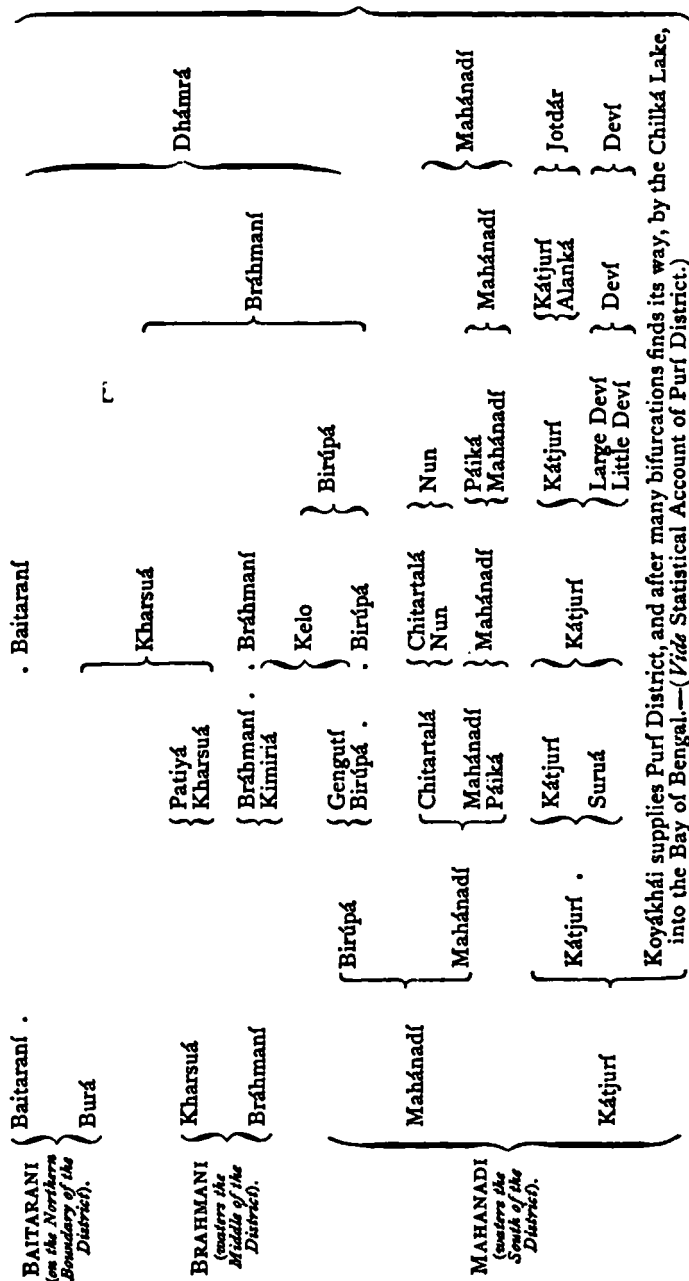 BAITARANI Baitaraní . . Baitaraní
(on the Northern
Boundary of the
District).
Burá
Kharsuá
Patiyá
Kharsuá
Dhámrá
BRAHMANI Kharsuá
(waters the
Middle of the
District).
Bráhmaní
Bráhmaní . . Bráhmaní
Kimiriá
Bráhmaní
Kelo
Birúpá
Gengutí
Birúpá . . Birúpá
Birúpá
MAHANADI Mahánadí
(waters the
South of the
District).
Mahánadí
Chitartalá
Chitartalá
Nun
Nun
Mahánadí
Páiká
Mahánadí
Páiká
Mahánadí
Mahánadí
Mahánadí
Kátjurí
Kátjurí .
Kátjurí
Suruá
Kátjurí
Kátjurí
Kátjurí
Alanká
Jotdár
Large Deví
Little Deví
Deví
Deví
Koyákhái supplies Purí District, and after many bifurcations finds its way, by the Chilká Lake,
into the Bay of Bengal.—(Vide Statistical Account of Purí District.)